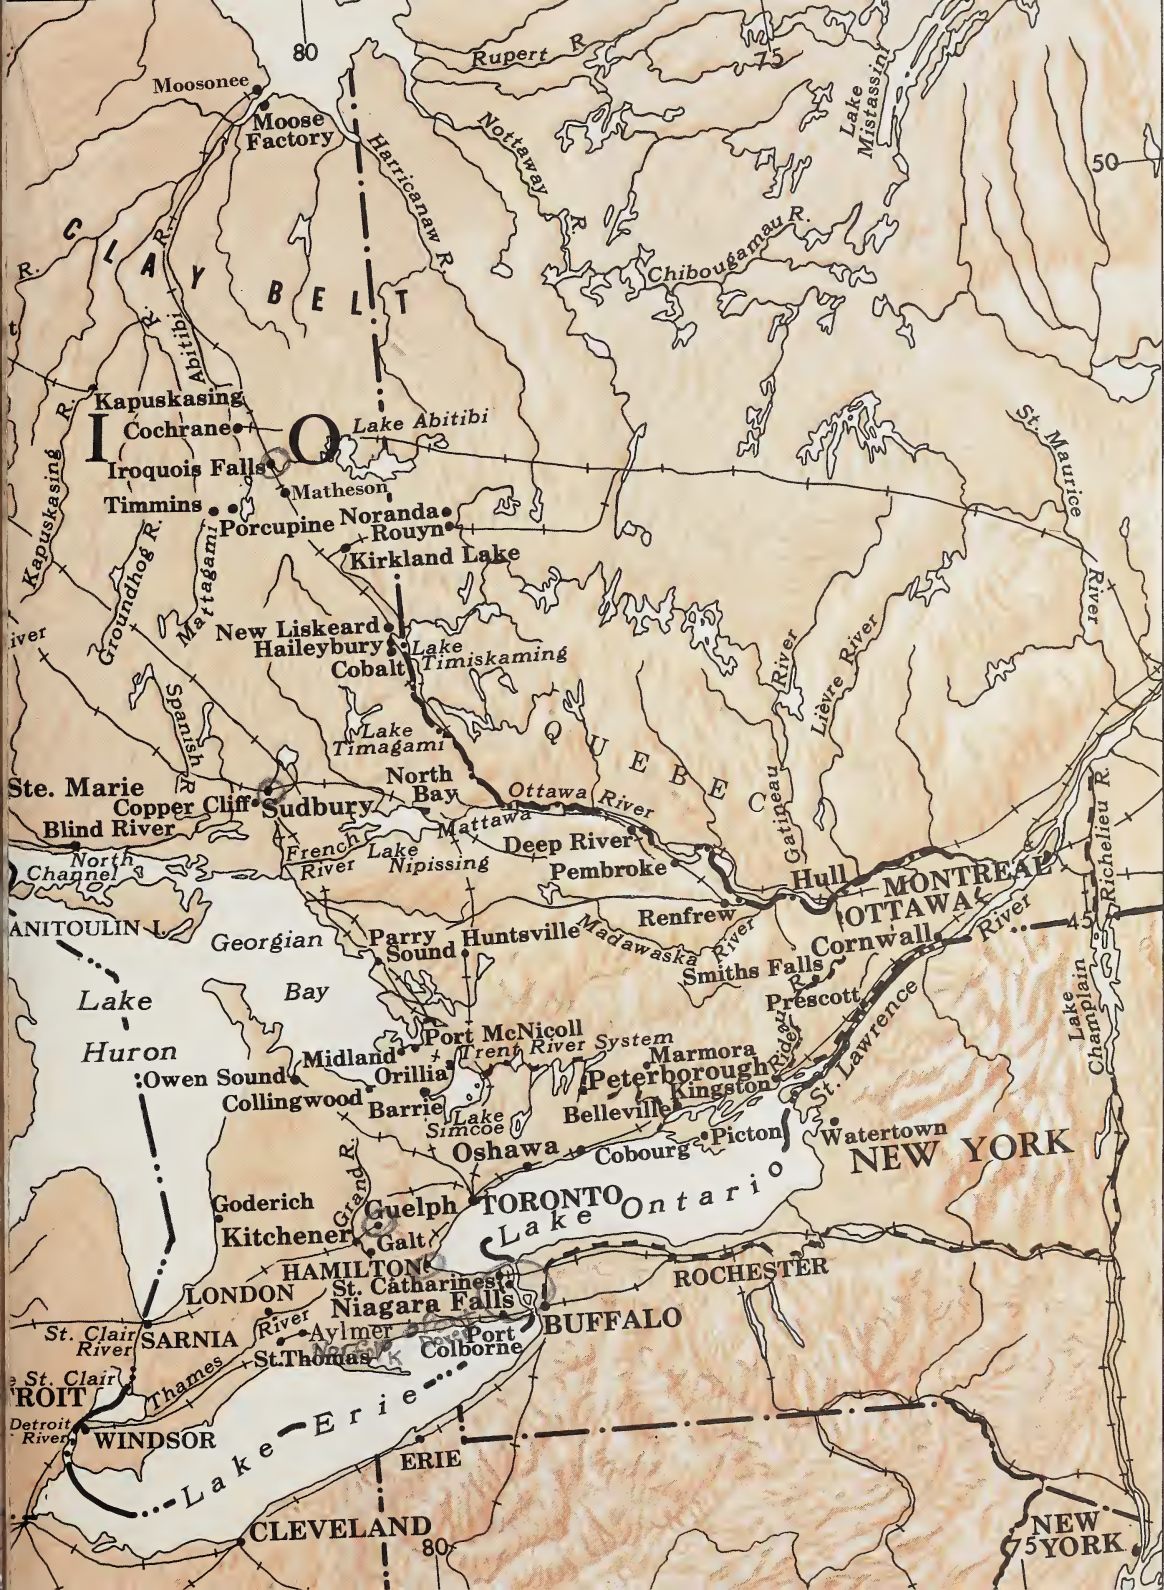 80
75
Rupert R.
Moosonee
Moose
Factory
Lake
Mistassini
Nottaway
R.
Harricanaw R.
50
Chibougamau R.
CLAY BELT
R.
R.
R.
t
Abitibi
Kapuskasing
Kapuskasing R.
IO
Cochrane
Lake Abitibi
St. Maurice
River
Iroquois Falls
Matheson
Timmins
Porcupine
Noranda
Rouyn
Kirkland Lake
Groundhog R.
Mattagami
New Liskeard
Haileybury
Cobalt
Lake
Timiskaming
iver
River
Lièvre River
Spanish
R
Lake
Timagami
QUEBEC
Gatineau
Ste. Marie
Copper Cliff
Sudbury
North
Bay
Ottawa River
Blind River
Mattawa
Deep River
North
Channel
French
River
Lake
Nipissing
Pembroke
Richelieu R.
Hull
MONTREAL
ANITOULIN I.
Renfrew
OTTAWA
River
45
Georgian
Bay
Parry
Sound
Huntsville
Madawaska
River
Cornwall
Smiths Falls
Prescott
Lake
Huron
Lake
Champlain
Port McNicoll
Trent River System
Midland
Marmora
Rideau
R.
Rideau
St. Lawrence
Owen Sound
Orillia
Peterborough
Kingston
Collingwood
Barrie
Lake
Simcoe
Belleville
Picton
Watertown
NEW YORK
Oshawa
Cobourg
Grand R.
Goderich
Guelph
TORONTO
Lake Ontario
Kitchener
Galt
HAMILTON
St. Catharines
ROCHESTER
LONDON
Niagara Falls
St. Clair
River
SARNIA
River
Aylmer
Port
Colborne
BUFFALO
Norfolk
St. Thomas
e St. Clair
Thames
ROIT
Detroit
River
WINDSOR
Lake Erie
ERIE
CLEVELAND
80
NEW
YORK
75